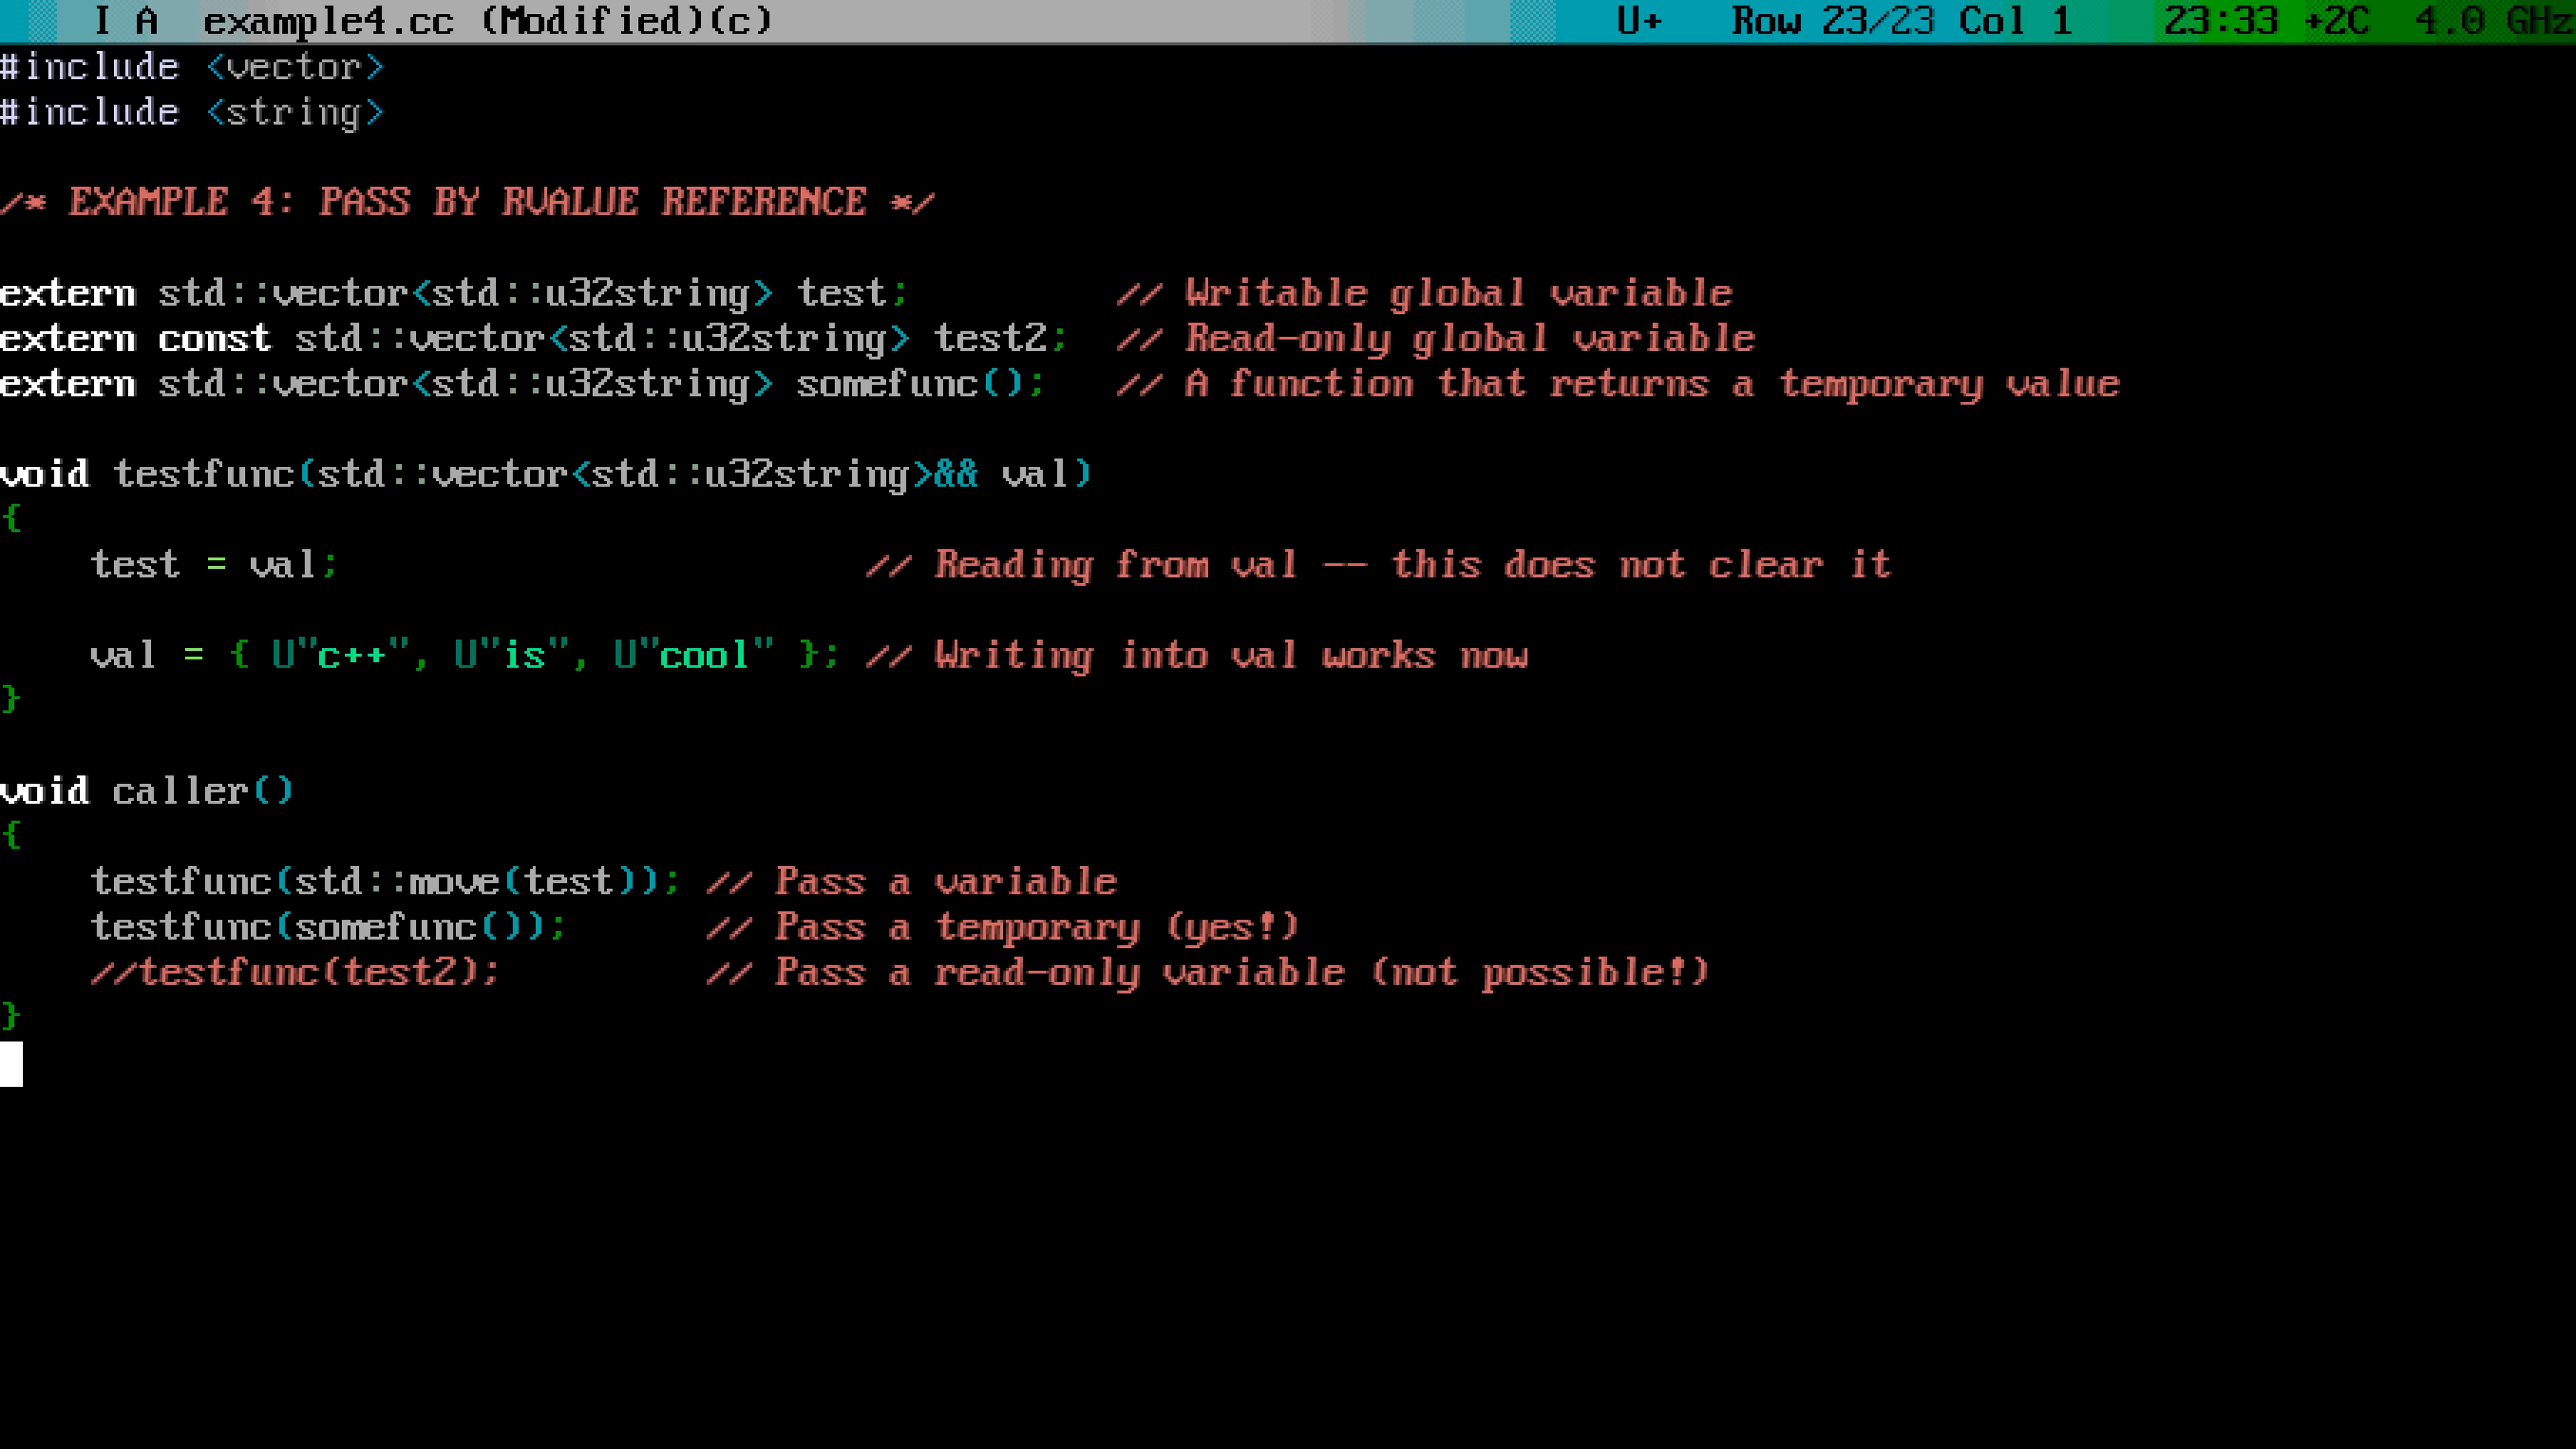 I A  example4.cc (Modified)(c)  U+  Row 23/23 Col 1  23:33 +2C  4.0 GHz
#include <vector>
#include <string>
/* EXAMPLE 4: PASS BY RVALUE REFERENCE */
extern std::vector<std::u32string> test;         // Writable global variable
extern const std::vector<std::u32string> test2;  // Read-only global variable
extern std::vector<std::u32string> somefunc();   // A function that returns a temporary value
void testfunc(std::vector<std::u32string>&& val)
{
    test = val;                       // Reading from val -- this does not clear it
    val = { U"c++", U"is", U"cool" }; // Writing into val works now
}
void caller()
{
    testfunc(std::move(test)); // Pass a variable
    testfunc(somefunc());      // Pass a temporary (yes!)
    //testfunc(test2);         // Pass a read-only variable (not possible!)
}